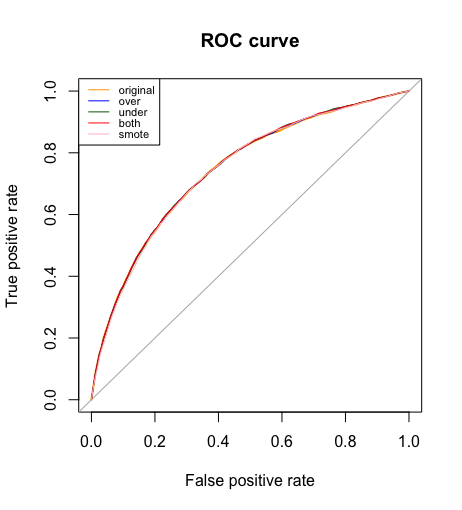 ROC curve
original
over
under
both
smote
True positive rate
0.0 0.2 0.4 0.6 0.8 1.0
0.0 0.2 0.4 0.6 0.8 1.0
False positive rate